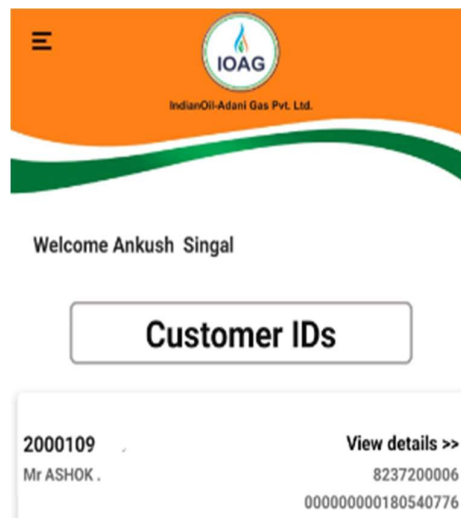 IOAG
IndianOil-Adani Gas Pvt. Ltd.
Welcome Ankush Singal
Customer IDs
2000109 View details >>
Mr ASHOK . 8237200006
000000000180540776